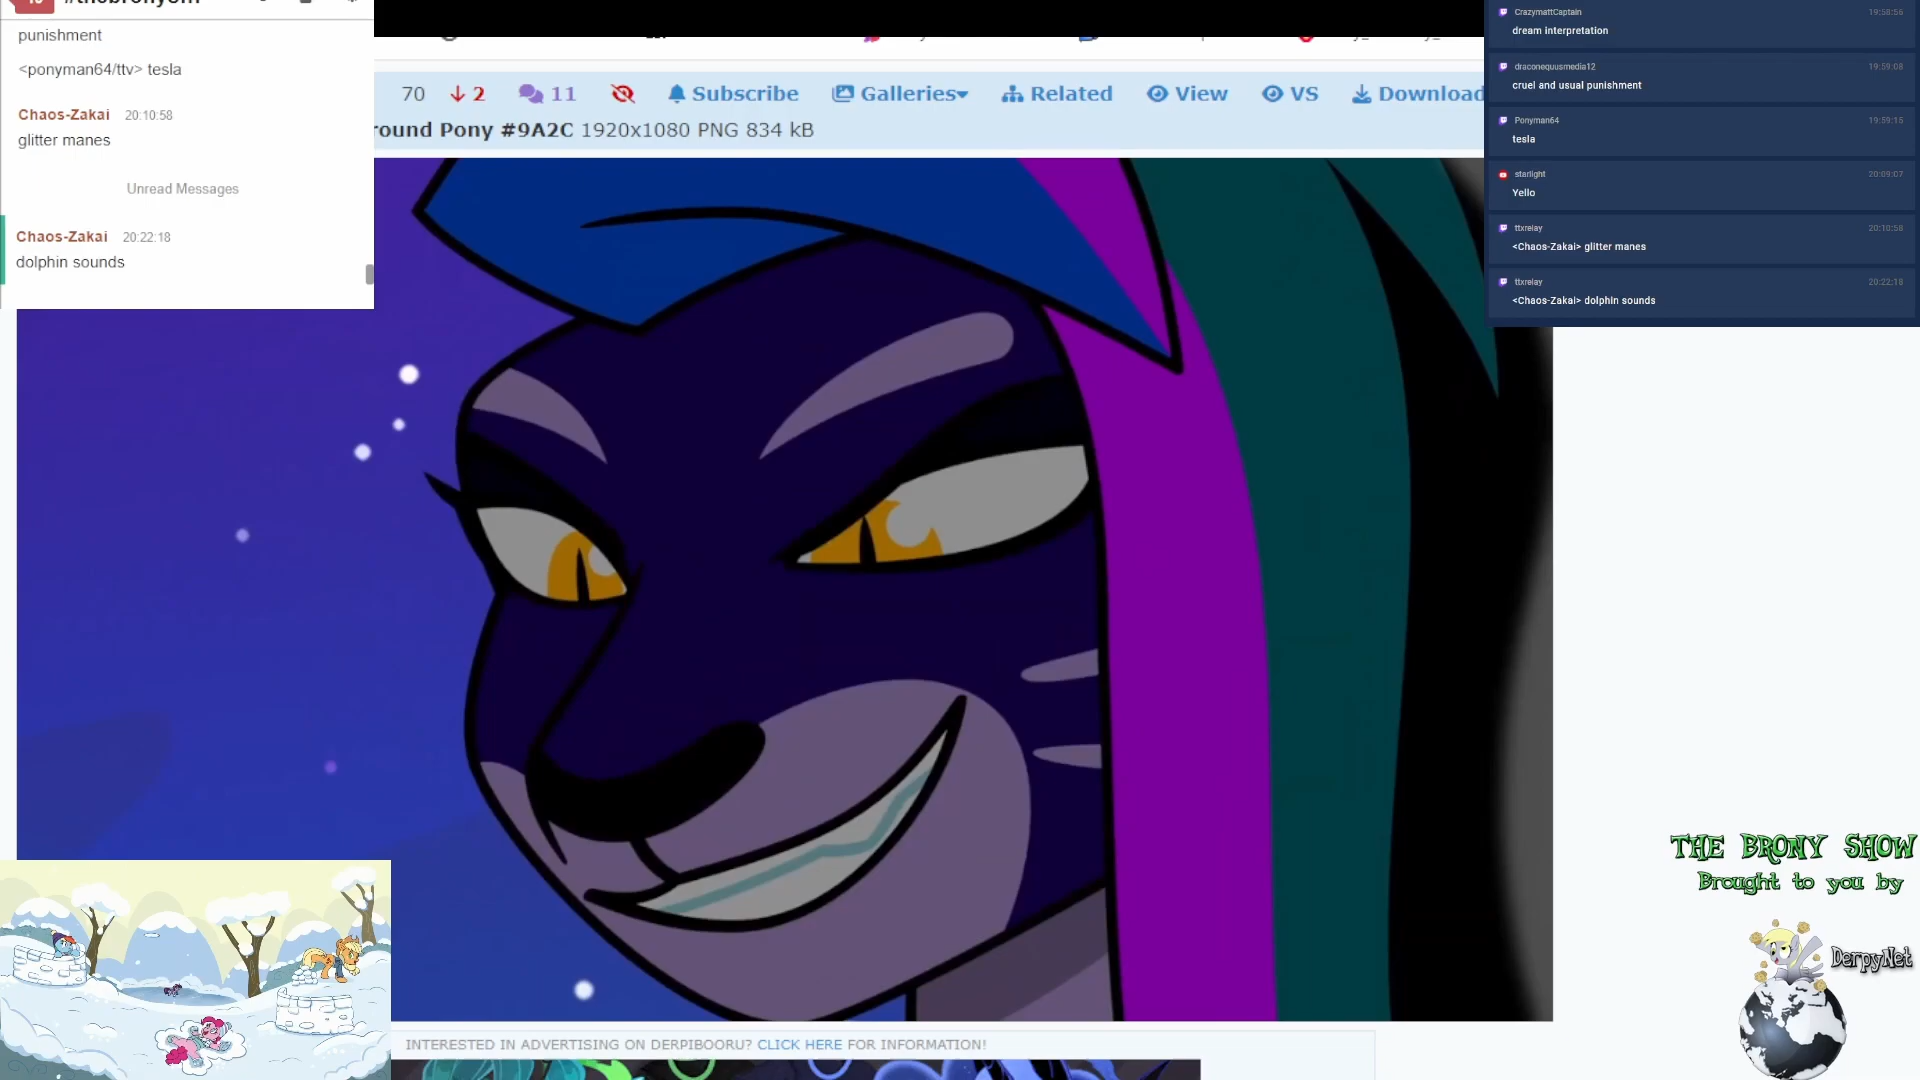 punishment
<ponyman64/ttv> tesla
Chaos-Zakai 20:10:58
glitter manes
Unread Messages
Chaos-Zakai 20:22:18
dolphin sounds
70 2 11 Subscribe Galleries Related View VS Download
round Pony #9A2C 1920x1080 PNG 834 kB
CrazymattCaptain 19:58:56
dream interpretation
draconequusmedia12 19:59:08
cruel and usual punishment
Ponyman64 19:59:15
tesla
starlight 20:09:07
Yello
ttxrelay 20:10:58
<Chaos-Zakai> glitter manes
ttxrelay 20:22:18
<Chaos-Zakai> dolphin sounds
THE BRONY SHOW
Brought to you by
DerpyNet
INTERESTED IN ADVERTISING ON DERPIBOORU? CLICK HERE FOR INFORMATION!